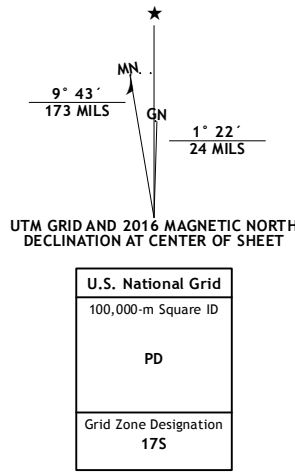 ★
MN
GN
9° 43´
173 MILS
1° 22´
24 MILS
UTM GRID AND 2016 MAGNETIC NORTH
DECLINATION AT CENTER OF SHEET
U.S. National Grid
100,000-m Square ID
PD
Grid Zone Designation
17S